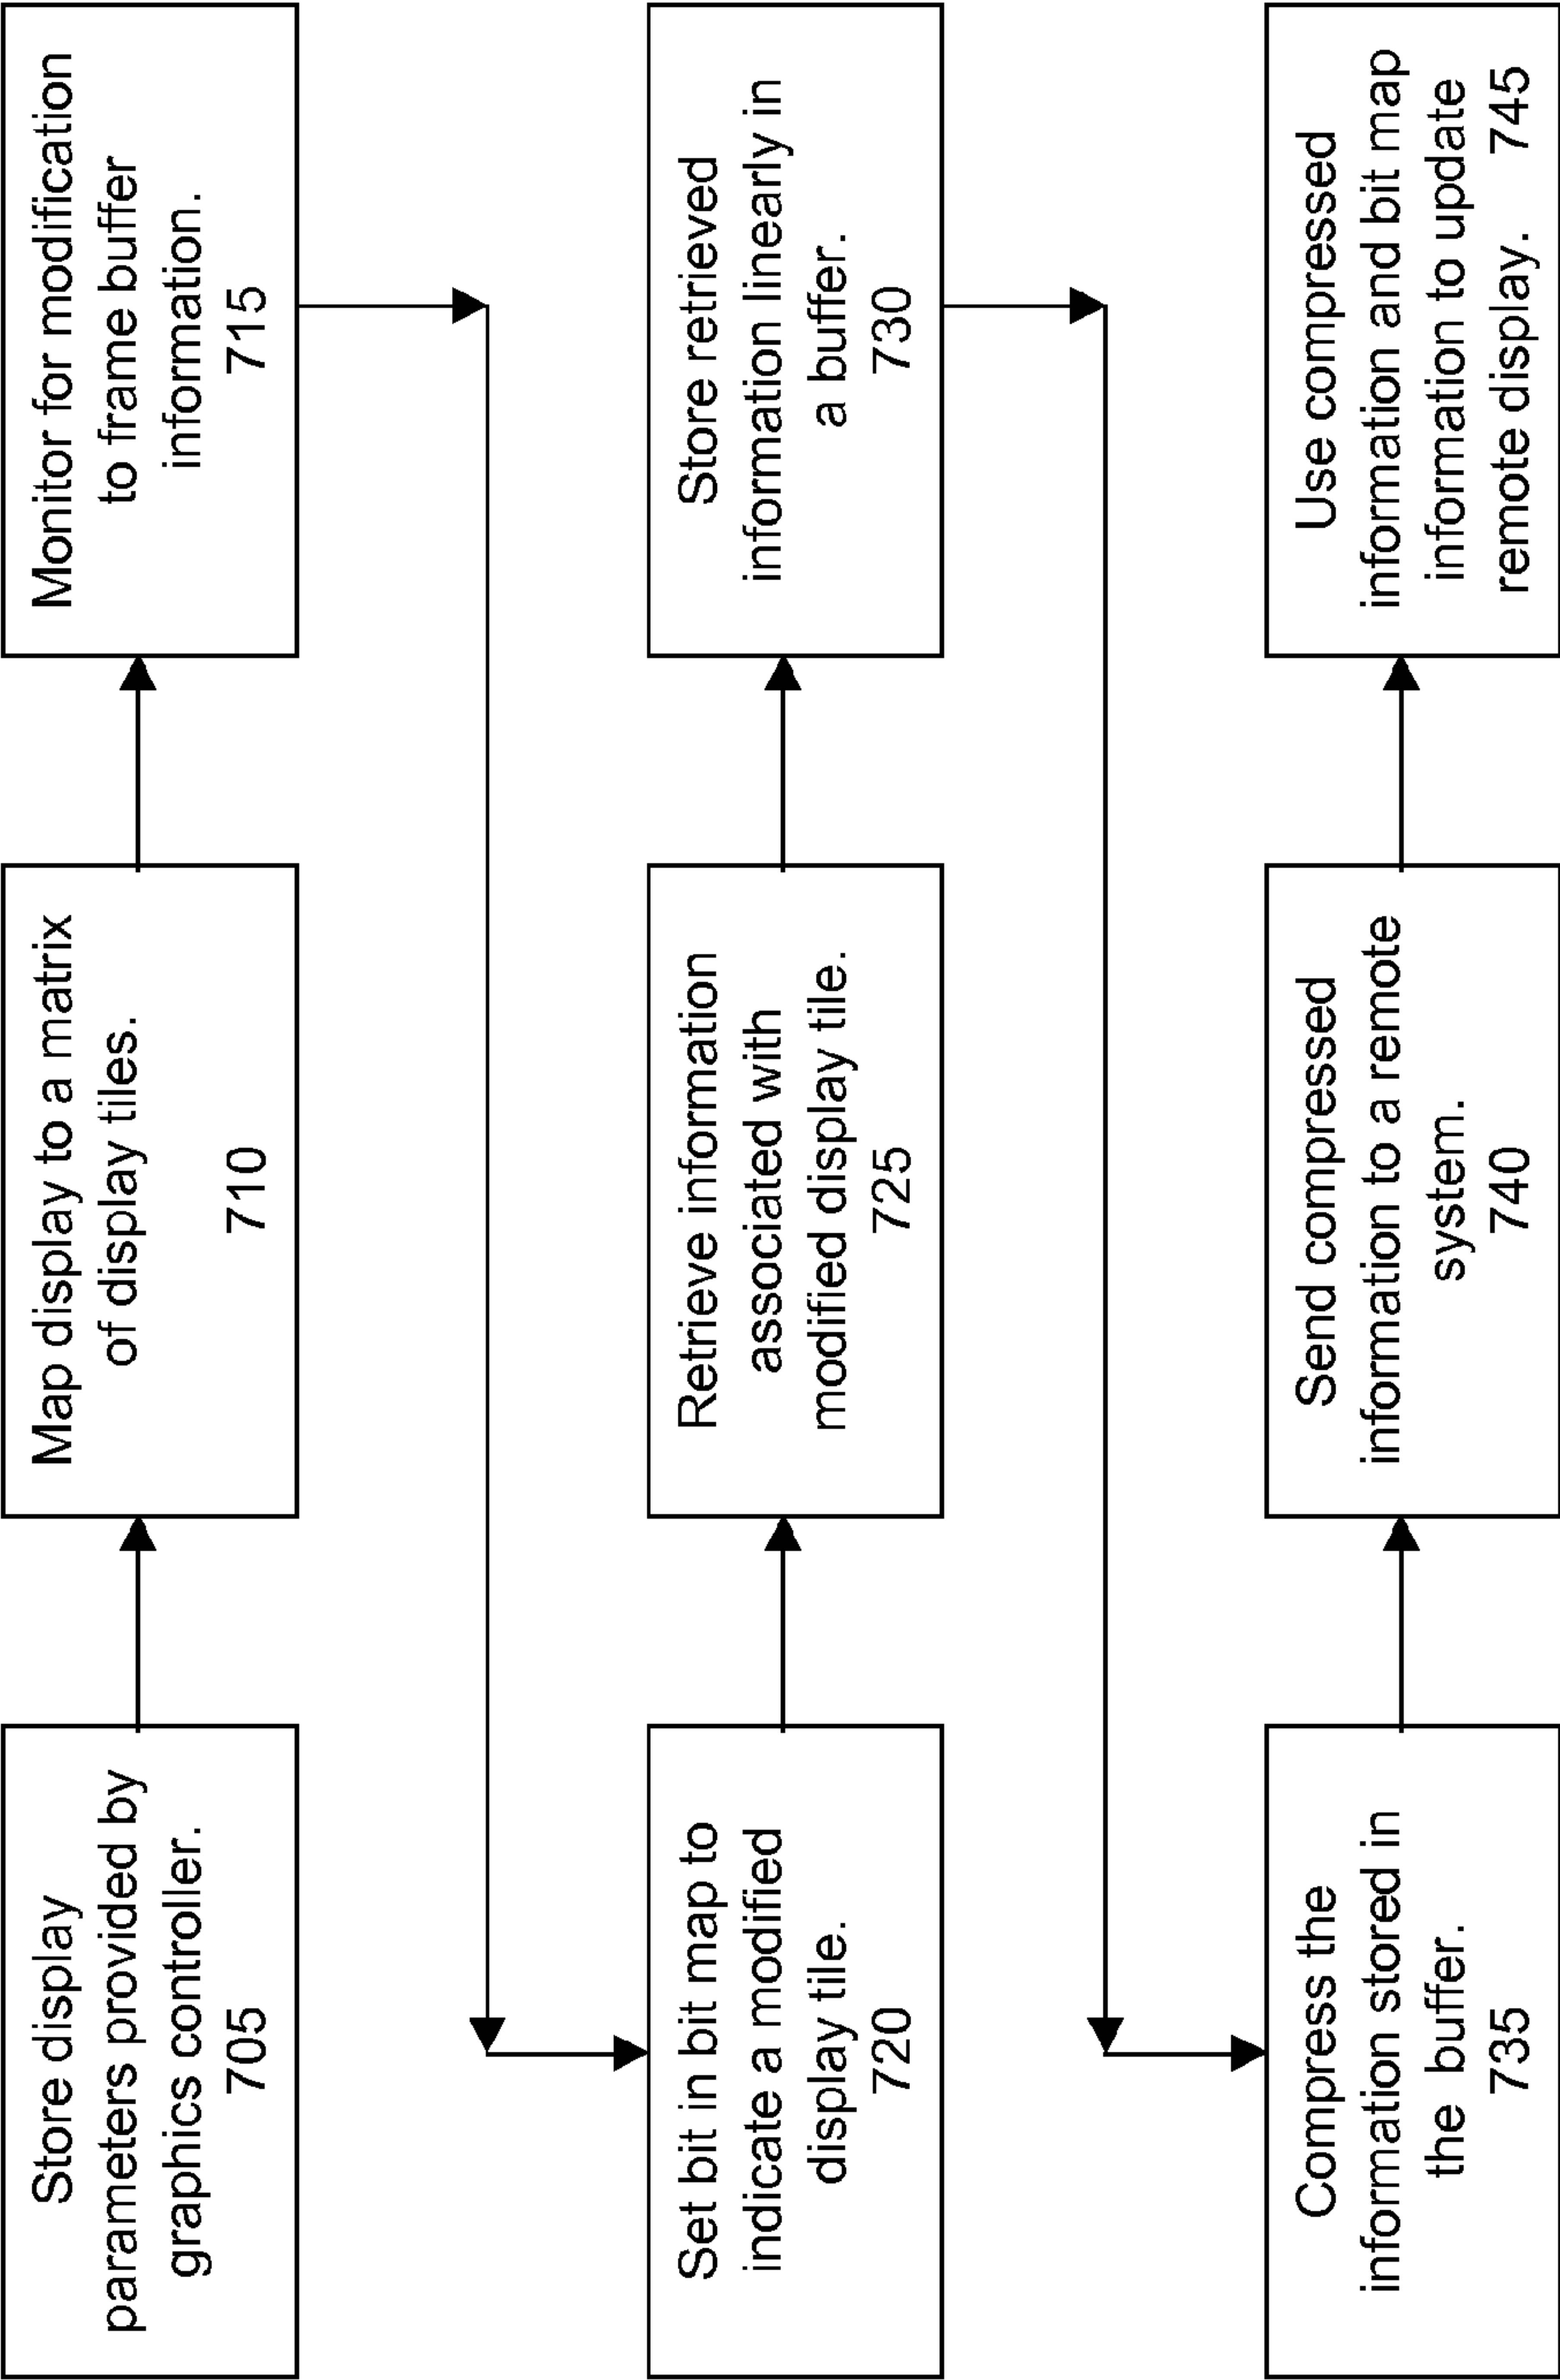 Store display
parameters provided by
graphics controller.
705
Map display to a matrix
of display tiles.
710
Monitor for modification
to frame buffer
information.
715
Set bit in bit map to
indicate a modified
display tile.
720
Retrieve information
associated with
modified display tile.
725
Store retrieved
information linearly in
a buffer.
730
Compress the
information stored in
the buffer.
735
Send compressed
information to a remote
system.
740
Use compressed
information and bit map
information to update
remote display. 745